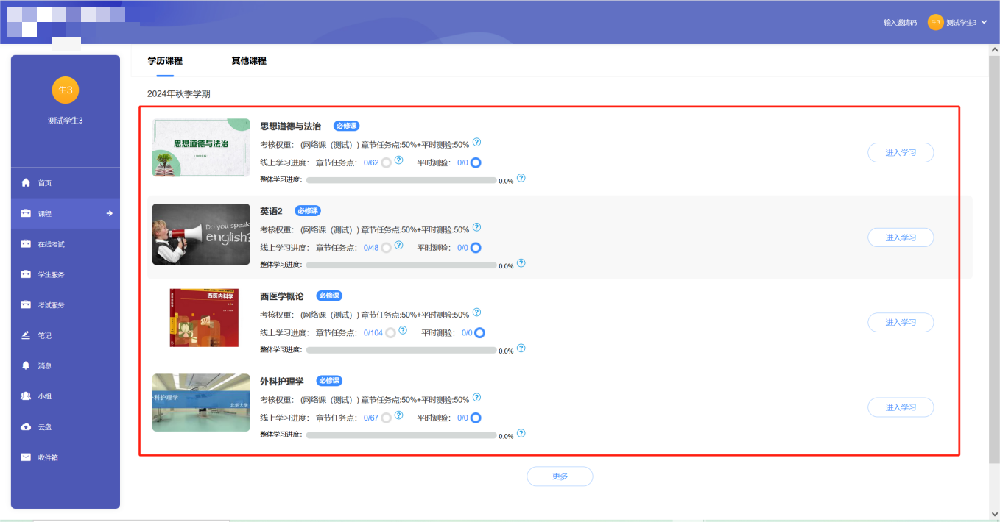 输入邀请码 生3 测试学生3
生3
测试学生3
首页
课程
在线考试
学生服务
考试服务
笔记
消息
小组
云盘
收件箱
学历课程 其他课程
2024年秋季学期
思想道德与法治
思想道德与法治 必修课
考核权重: (网络课 (测试) ) 章节任务点:50%+平时测验:50% ?
线上学习进度: 章节任务点: 0/62 ? 平时测验: 0/0
整体学习进度: 0.0% ?
进入学习
Do you speak
english?
英语2 必修课
考核权重: (网络课 (测试) ) 章节任务点:50%+平时测验:50% ?
线上学习进度: 章节任务点: 0/48 ? 平时测验: 0/0
整体学习进度: 0.0% ?
进入学习
西医内科学
西医内科学
西医学概论 必修课
考核权重: (网络课 (测试) ) 章节任务点:50%+平时测验:50% ?
线上学习进度: 章节任务点: 0/104 ? 平时测验: 0/0
整体学习进度: 0.0% ?
进入学习
科护理学
北华大学
外科护理学 必修课
考核权重: (网络课 (测试) ) 章节任务点:50%+平时测验:50% ?
线上学习进度: 章节任务点: 0/67 ? 平时测验: 0/0
整体学习进度: 0.0% ?
进入学习
更多